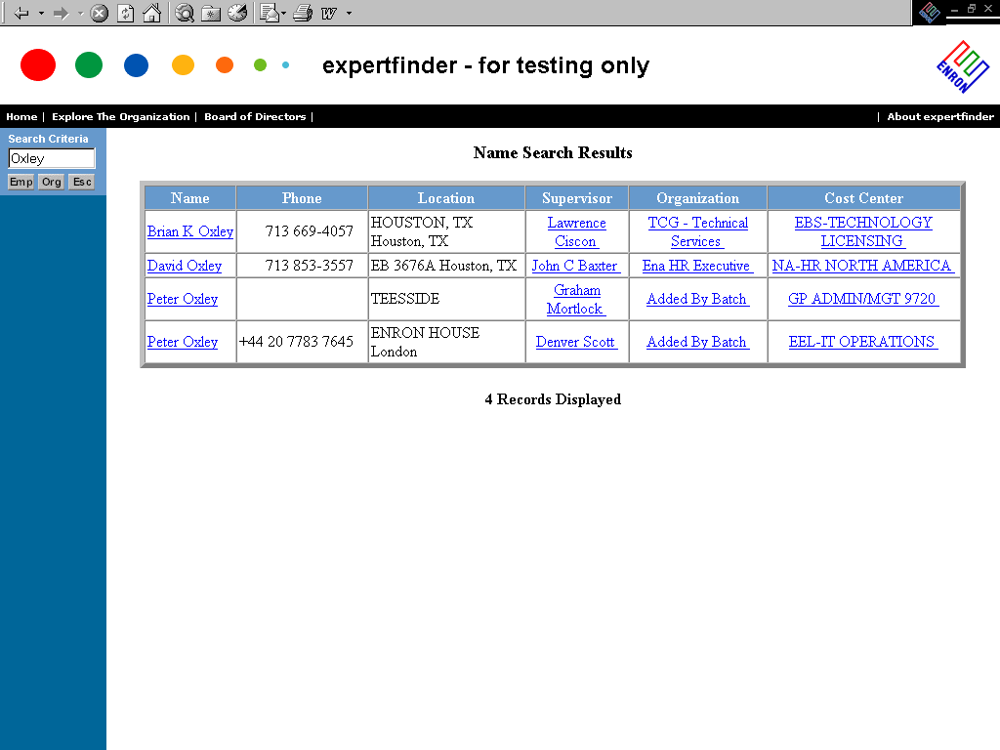 W
expertfinder - for testing only
ENRON
Home | Explore The Organization | Board of Directors |
| About expertfinder
Search Criteria
Oxley
Emp Org Esc
Name Search Results
Name Phone Location Supervisor Organization Cost Center
Brian K Oxley 713 669-4057 HOUSTON, TX Houston, TX Lawrence Ciscon TCG - Technical Services EBS-TECHNOLOGY LICENSING
David Oxley 713 853-3557 EB 3676A Houston, TX John C Baxter Ena HR Executive NA-HR NORTH AMERICA
Peter Oxley TEESSIDE Graham Mortlock Added By Batch GP ADMIN/MGT 9720
Peter Oxley +44 20 7783 7645 ENRON HOUSE London Denver Scott Added By Batch EEL-IT OPERATIONS
4 Records Displayed